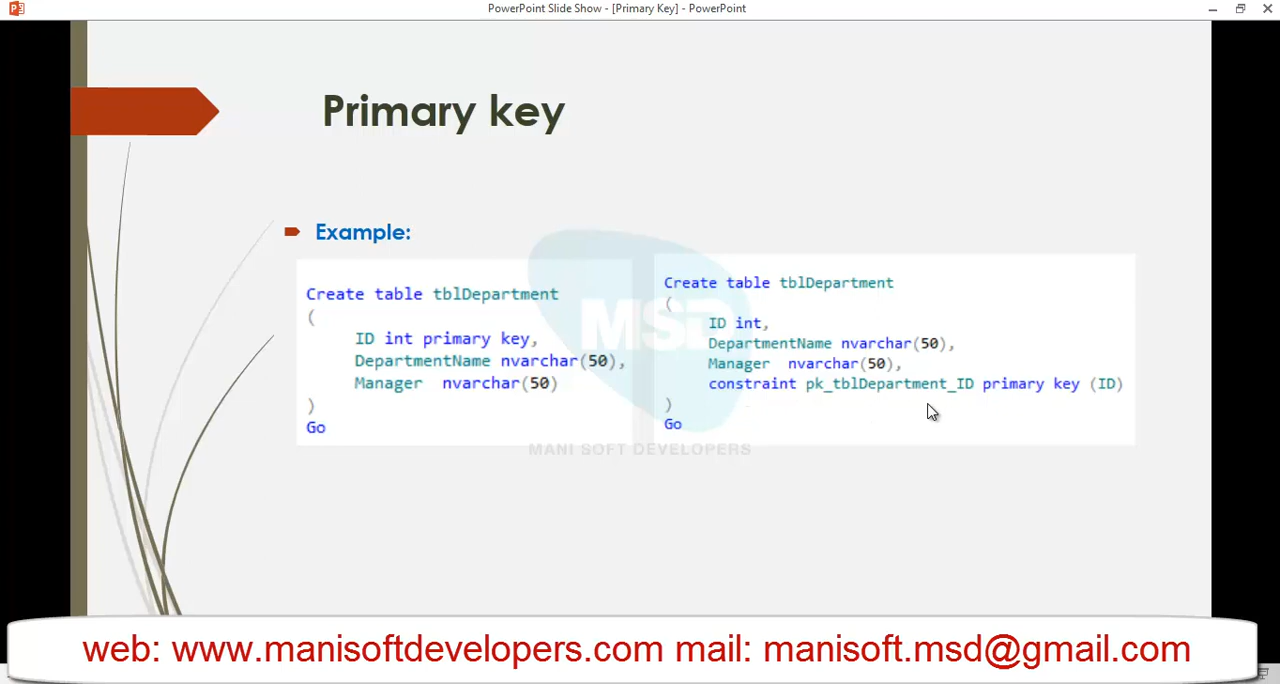 PowerPoint Slide Show - [Primary Key] - PowerPoint
Primary key
Example:
Create table tblDepartment
(
ID int primary key,
DepartmentName nvarchar(50),
Manager nvarchar(50)
)
Go
Create table tblDepartment
(
ID int,
DepartmentName nvarchar(50),
Manager nvarchar(50),
constraint pk_tblDepartment_ID primary key (ID)
)
Go
MSD
MANI SOFT DEVELOPERS
web: www.manisoftdevelopers.com mail: manisoft.msd@gmail.com